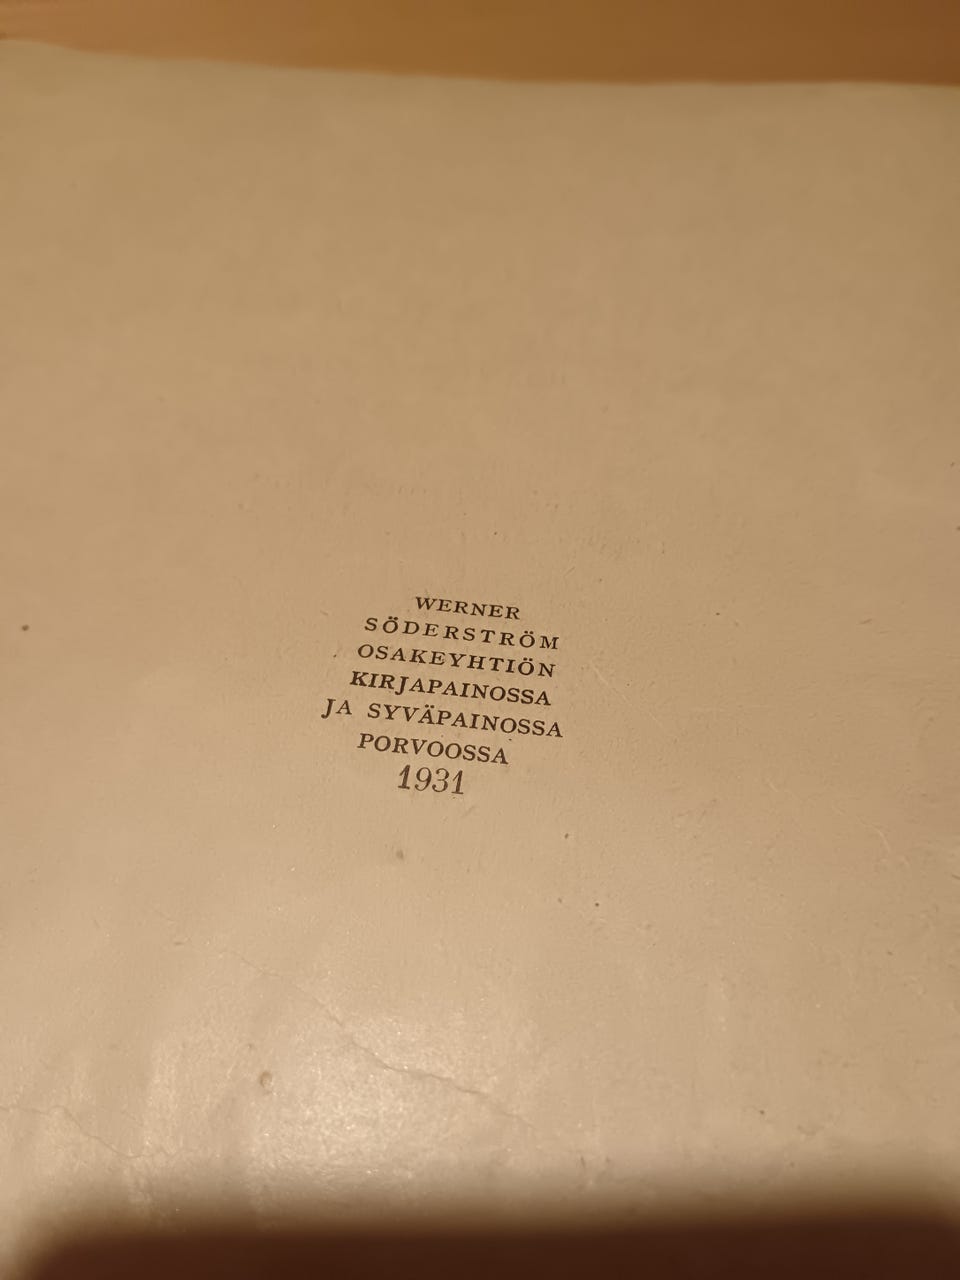 WERNER
SÖDERSTRÖM
OSAKEYHTIÖN
KIRJAPAINOSSA
JA SYVÄPAINOSSA
PORVOOSSA
1931